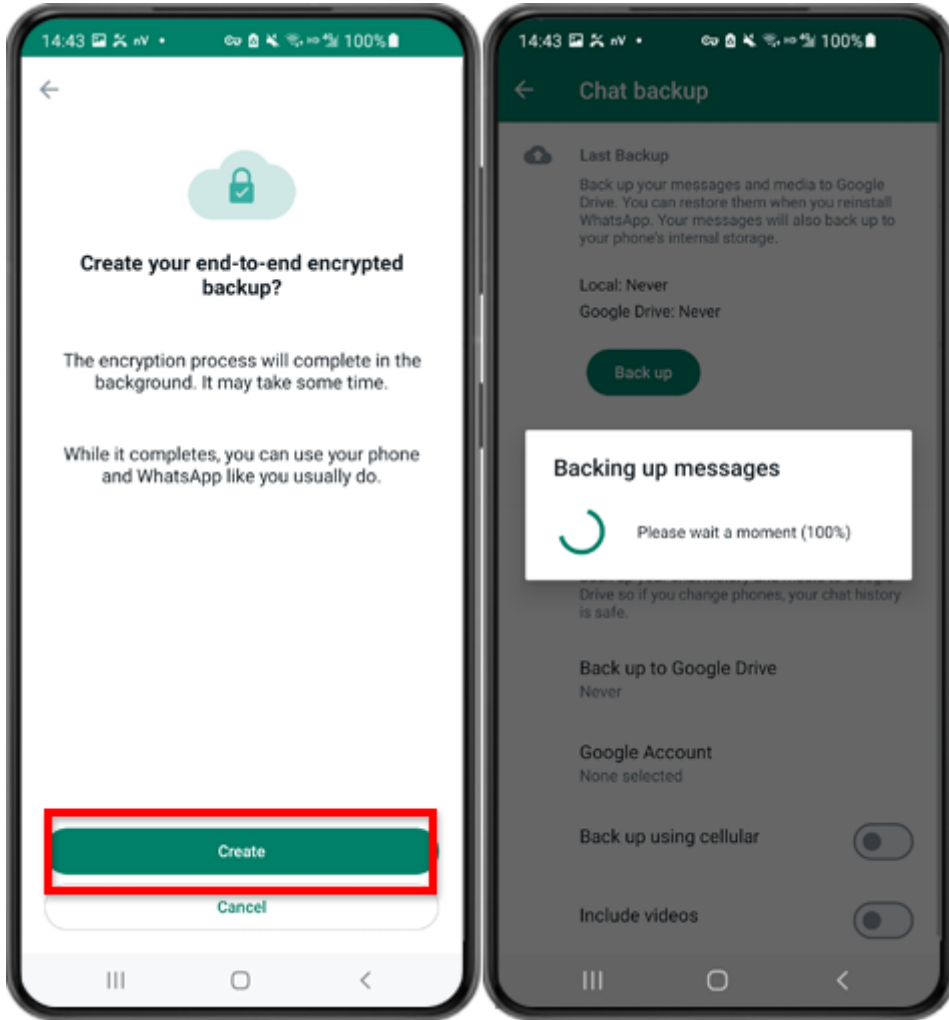 14:43 nV • 100%
Create your end-to-end encrypted
backup?
The encryption process will complete in the
background. It may take some time.
While it completes, you can use your phone
and WhatsApp like you usually do.
Create
Cancel
14:43 nV • 100%
Chat backup
Last Backup
Back up your messages and media to Google
Drive. You can restore them when you reinstall
WhatsApp. Your messages will also back up to
your phone's internal storage.
Local: Never
Google Drive: Never
Back up
Backing up messages
Please wait a moment (100%)
Drive so if you change phones, your chat history
is safe.
Back up to Google Drive
Never
Google Account
None selected
Back up using cellular
Include videos